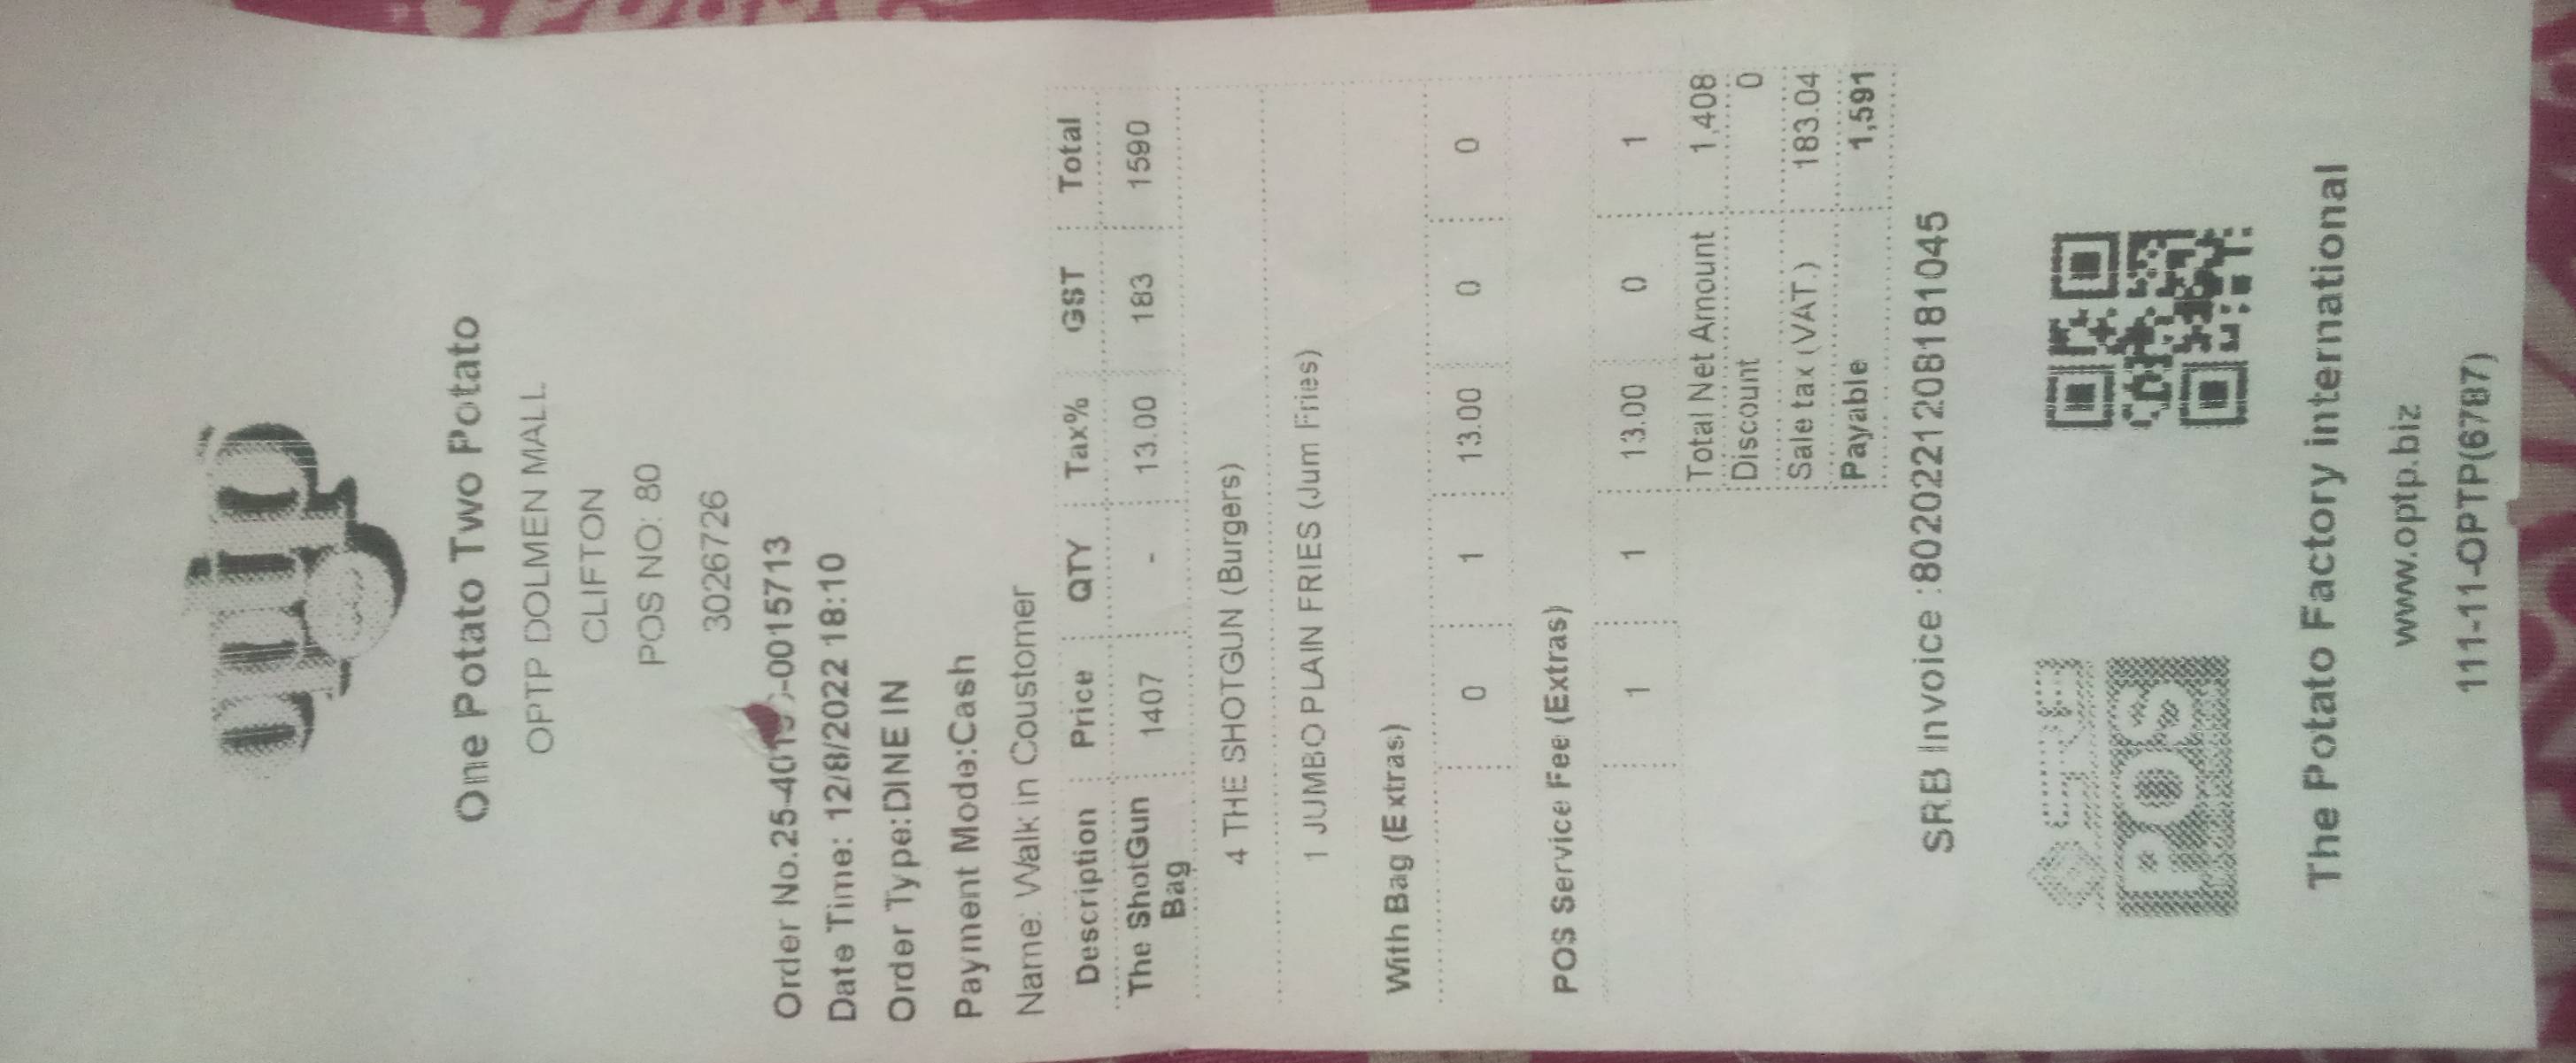 optp
One Potato Two Potato
OPTP DOLMEN MALL
CLIFTON
POS NO: 80
3026726
Order No.25-401 -0015713
Date Time: 12/8/2022 18:10
Order Type:DINE IN
Payment Mode:Cash
Name: Walk in Coustomer
Description Price QTY Tax% GST Total
The ShotGun 1407 - 13.00 183 1590
Bag
4 THE SHOTGUN (Burgers)
1 JUMBO PLAIN FRIES (Jum Fries)
With Bag (Extras)
0 1 13.00 0 0
POS Service Fee (Extras)
1 1 13.00 0 1
Total Net Amount 1,408
Discount 0
Sale tax (VAT.) 183.04
Payable 1,591
SRB Invoice :80202212081810​45
POS
The Potato Factory international
www.optp.biz
111-11-OPTP(6787)